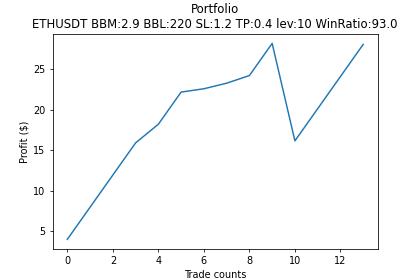 Portfolio
ETHUSDT BBM:2.9 BBL:220 SL:1.2 TP:0.4 lev:10 WinRatio:93.0
25
20
15
10
5
Profit ($)
0 2 4 6 8 10 12
Trade counts